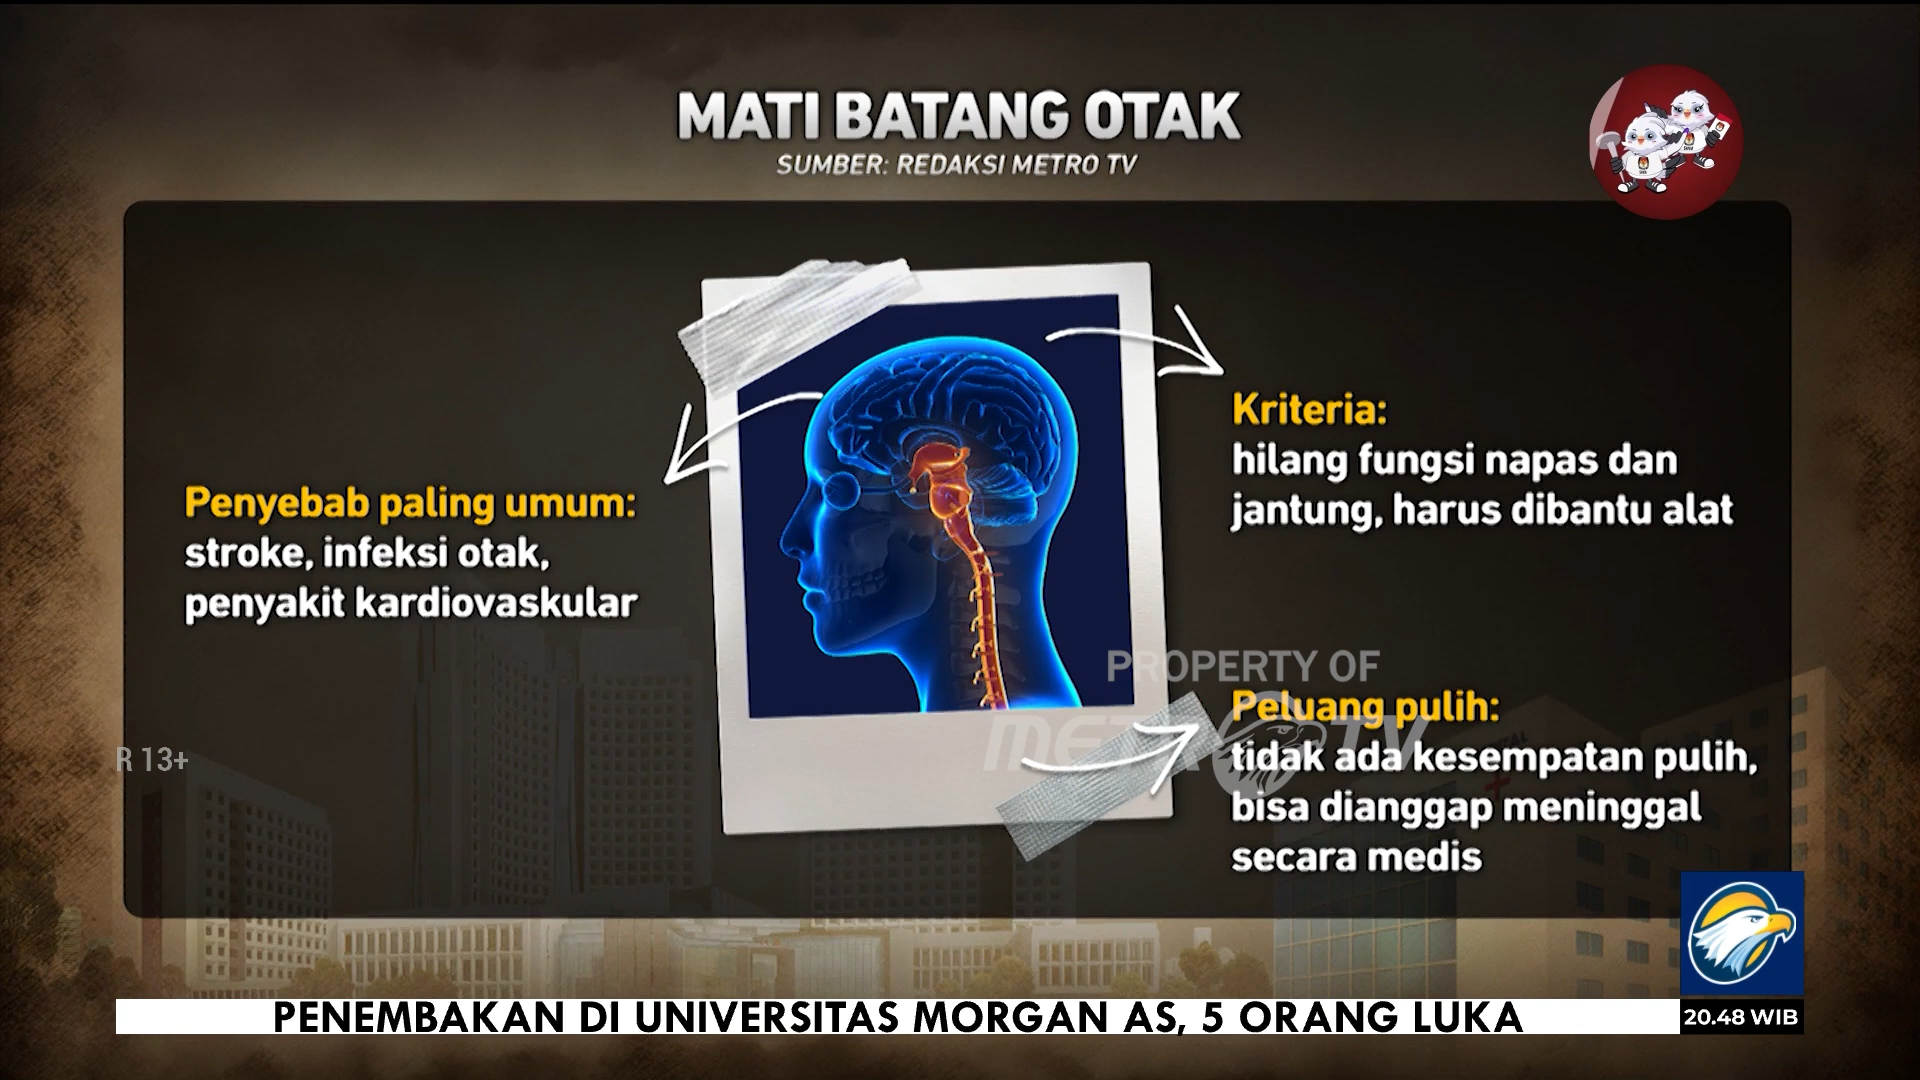 MATI BATANG OTAK
SUMBER: REDAKSI METRO TV
Penyebab paling umum:
stroke, infeksi otak,
penyakit kardiovaskular
Kriteria:
hilang fungsi napas dan
jantung, harus dibantu alat
PROPERTY OF
METRO TV
Peluang pulih:
tidak ada kesempatan pulih,
bisa dianggap meninggal
secara medis
R 13+
PENEMBAKAN DI UNIVERSITAS MORGAN AS, 5 ORANG LUKA
20.48 WIB